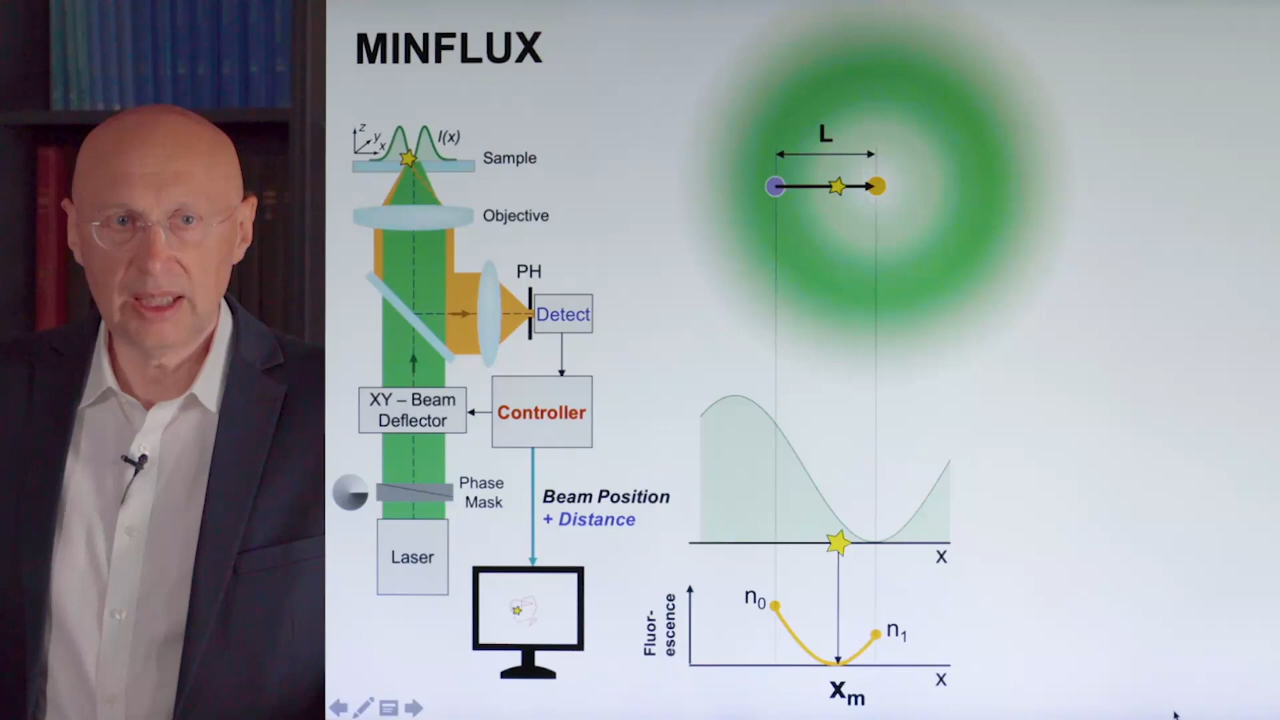 MINFLUX
z
y
x
I(x)
Sample
Objective
PH
Detect
XY – Beam
Deflector
Controller
Phase
Mask
Beam Position
+ Distance
Laser
L
x
n0
n1
Fluor-
escence
x
xm